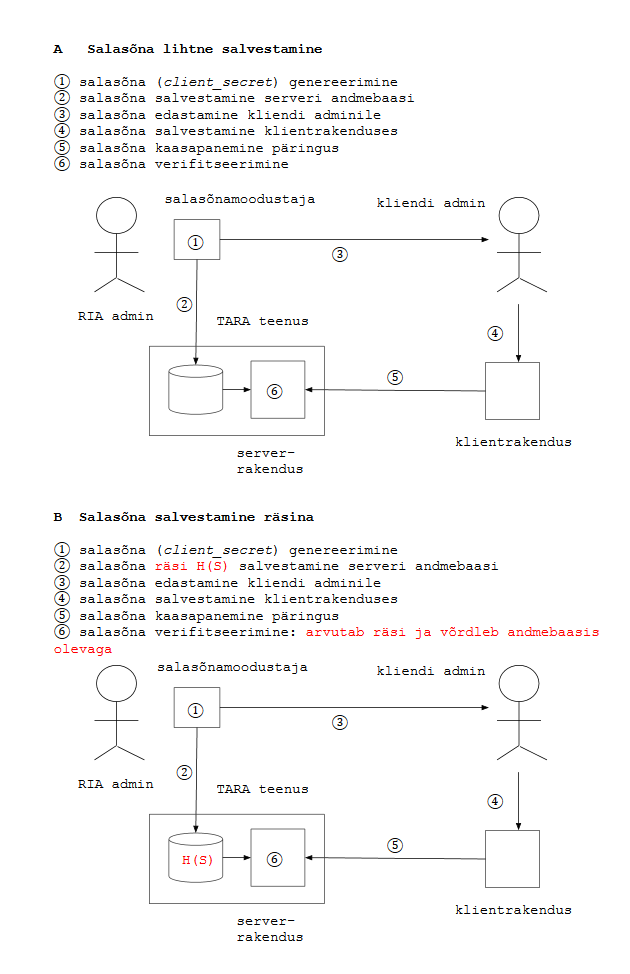 A Salasõna lihtne salvestamine
① salasõna (client_secret) genereerimine
② salasõna salvestamine serveri andmebaasi
③ salasõna edastamine kliendi adminile
④ salasõna salvestamine klientrakenduses
⑤ salasõna kaasapanemine päringus
⑥ salasõna verifitseerimine
salasõnamoodustaja
kliendi admin
①
③
②
RIA admin
TARA teenus
④
⑤
⑥
klientrakendus
server-
rakendus
B Salasõna salvestamine räsina
① salasõna (client_secret) genereerimine
② salasõna räsi H(S) salvestamine serveri andmebaasi
③ salasõna edastamine kliendi adminile
④ salasõna salvestamine klientrakenduses
⑤ salasõna kaasapanemine päringus
⑥ salasõna verifitseerimine: arvutab räsi ja võrdleb andmebaasis
olevaga
salasõnamoodustaja
kliendi admin
①
③
②
RIA admin
TARA teenus
④
⑤
H(S)
⑥
klientrakendus
server-
rakendus